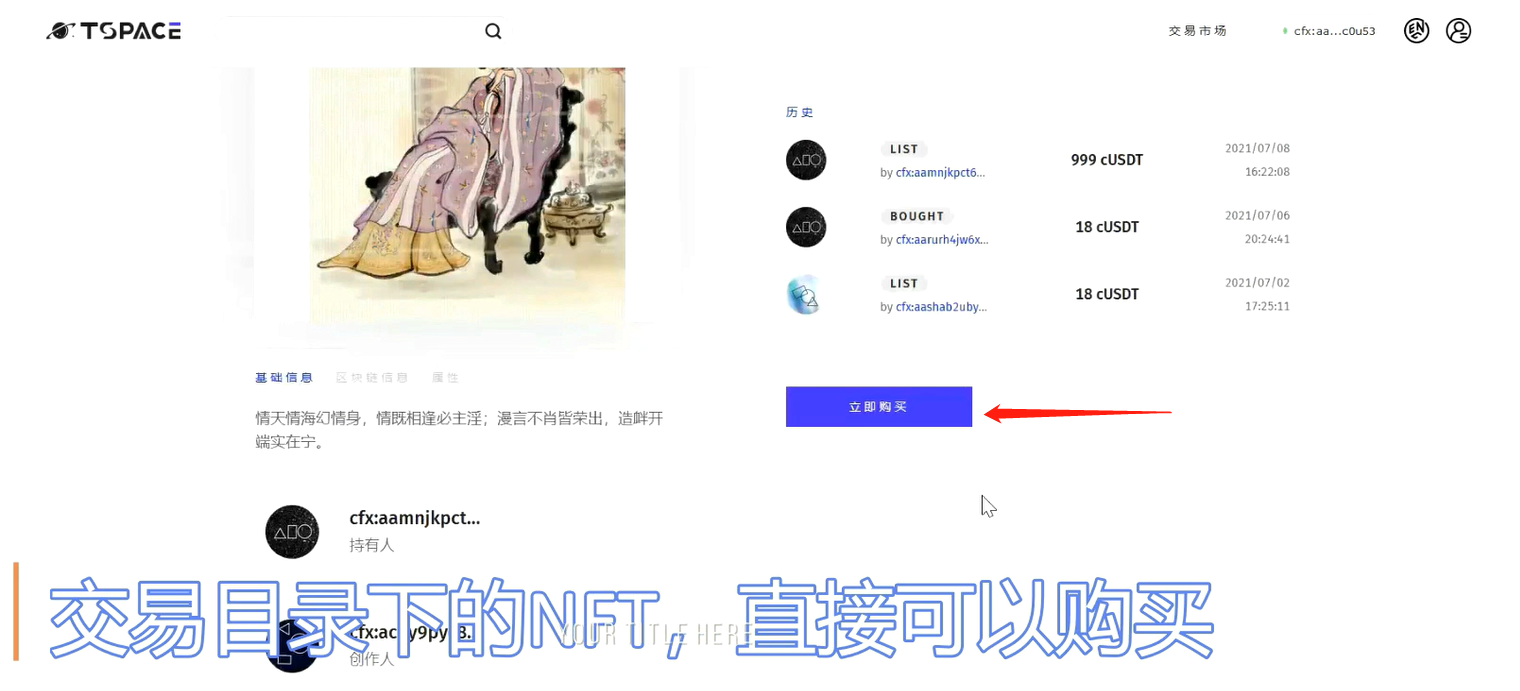 TSPACE
交易市场
cfx:aa...c0u53
EN
历史
LIST
999 cUSDT
2021/07/08
by cfx:aamnjkpct6...
16:22:08
BOUGHT
18 cUSDT
2021/07/06
by cfx:aarurh4jw6x...
20:24:41
LIST
18 cUSDT
2021/07/02
by cfx:aashab2uby...
17:25:11
基础信息 区块链信息 属性
立即购买
情天情海幻情身，情既相逢必主淫；漫言不肖皆荣出，造衅开
端实在宁。
cfx:aamnjkpct...
持有人
交易目录下的NFT，直接可以购买
YOUR TITLE HERE
创作人